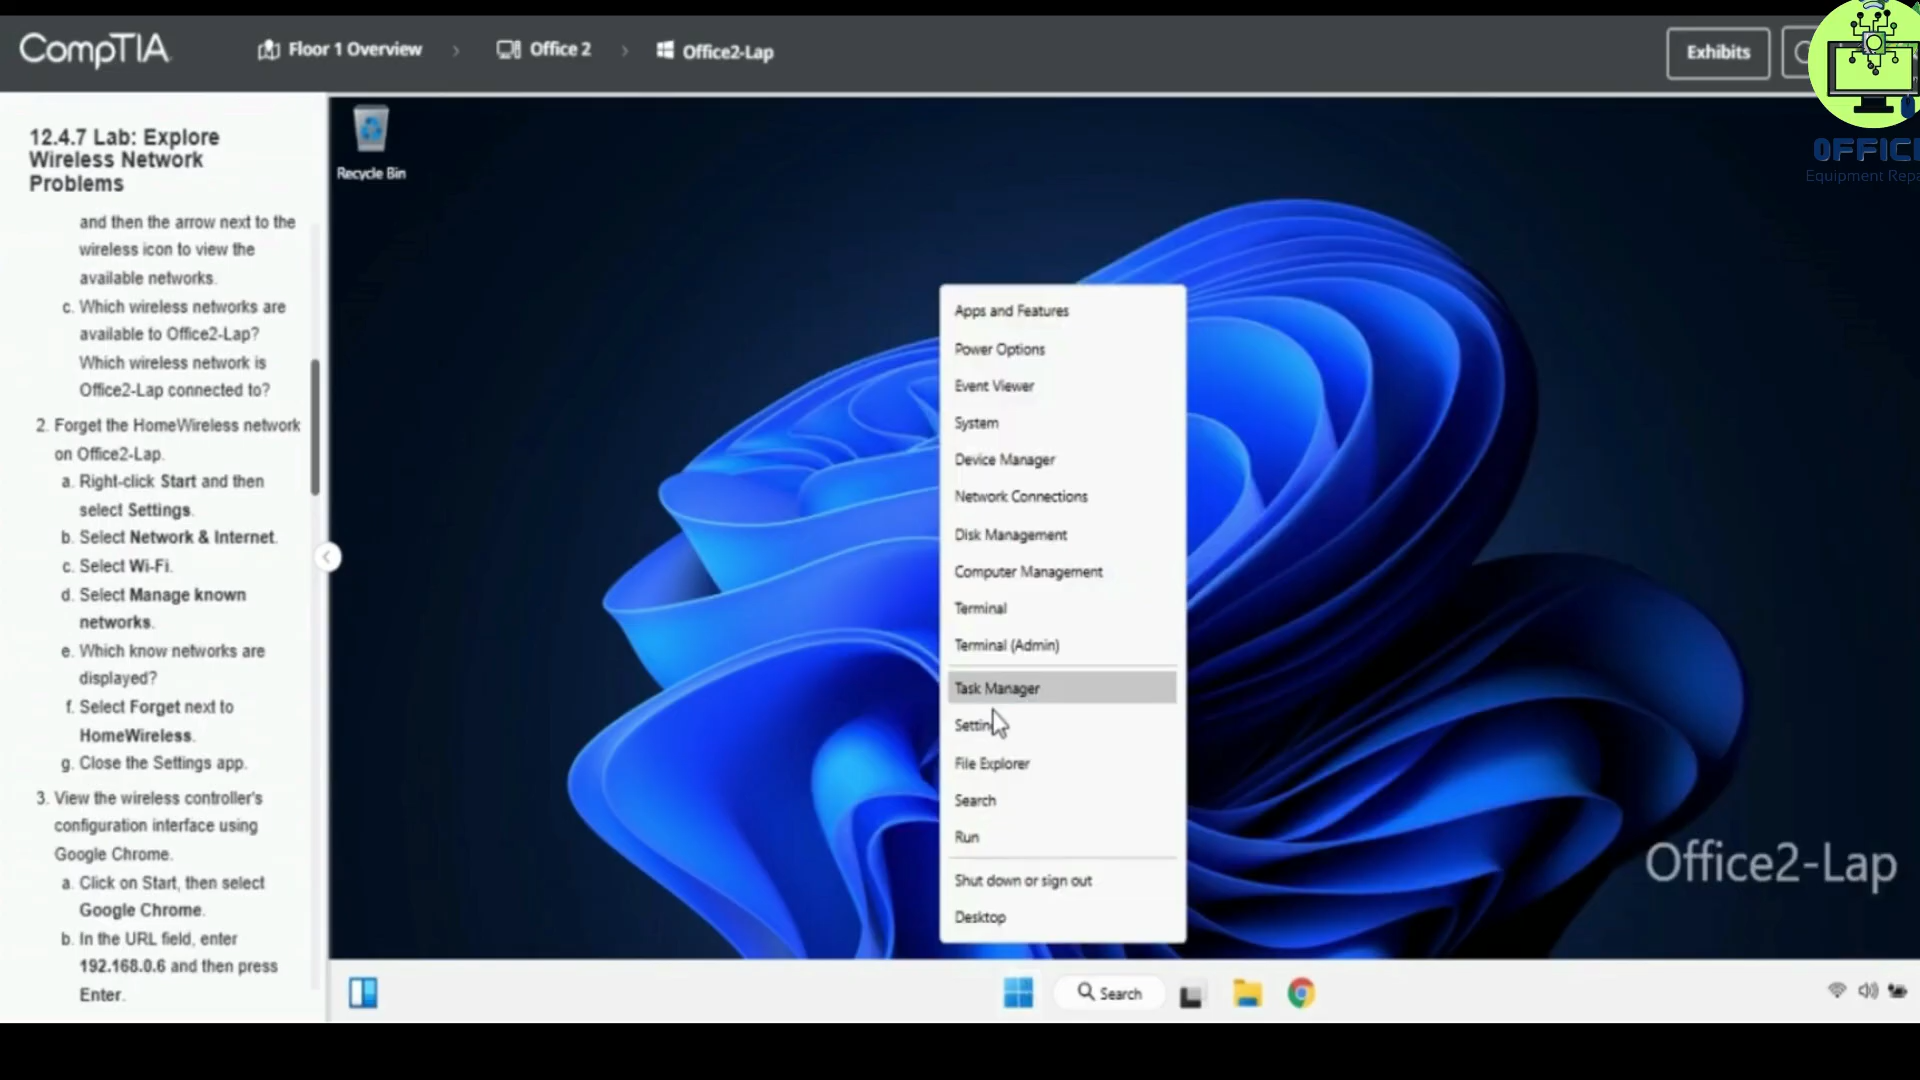 CompTIA
Floor 1 Overview
Office 2
Office2-Lap
Exhibits
12.4.7 Lab: Explore
Wireless Network
Problems
and then the arrow next to the
wireless icon to view the
available networks.
c. Which wireless networks are
available to Office2-Lap?
Which wireless network is
Office2-Lap connected to?
2. Forget the HomeWireless network
on Office2-Lap.
a. Right-click Start and then
select Settings.
b. Select Network & Internet.
c. Select Wi-Fi.
d. Select Manage known
networks.
e. Which know networks are
displayed?
f. Select Forget next to
HomeWireless.
g. Close the Settings app.
3. View the wireless controller's
configuration interface using
Google Chrome.
a. Click on Start, then select
Google Chrome.
b. In the URL field, enter
192.168.0.6 and then press
Enter.
Recycle Bin
Apps and Features
Power Options
Event Viewer
System
Device Manager
Network Connections
Disk Management
Computer Management
Terminal
Terminal (Admin)
Task Manager
Settin
File Explorer
Search
Run
Shut down or sign out
Desktop
OFFIC
Equipment Repa
Office2-Lap
Search